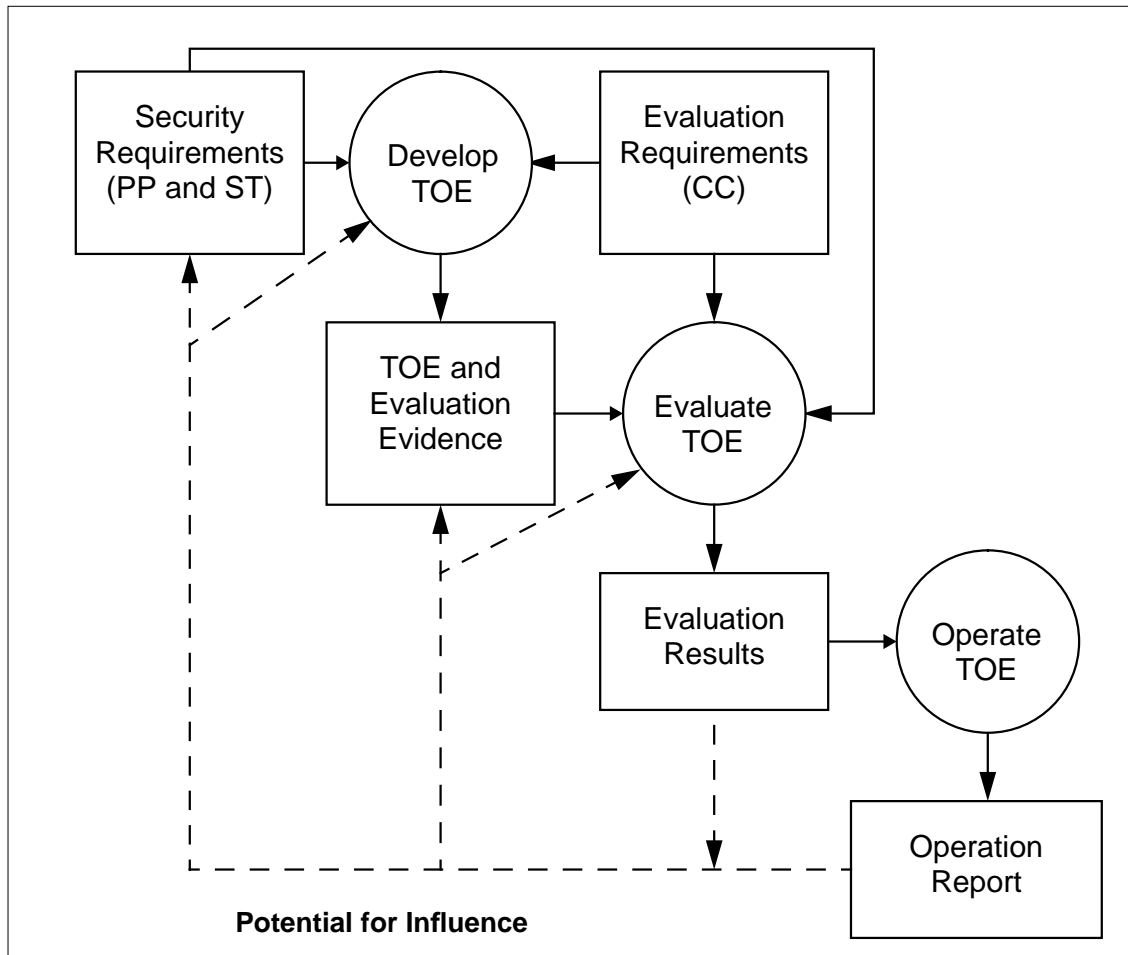 Security
Requirements
(PP and ST)
Develop
TOE
Evaluation
Requirements
(CC)
TOE and
Evaluation
Evidence
Evaluate
TOE
Evaluation
Results
Operate
TOE
Operation
Report
Potential for Influence